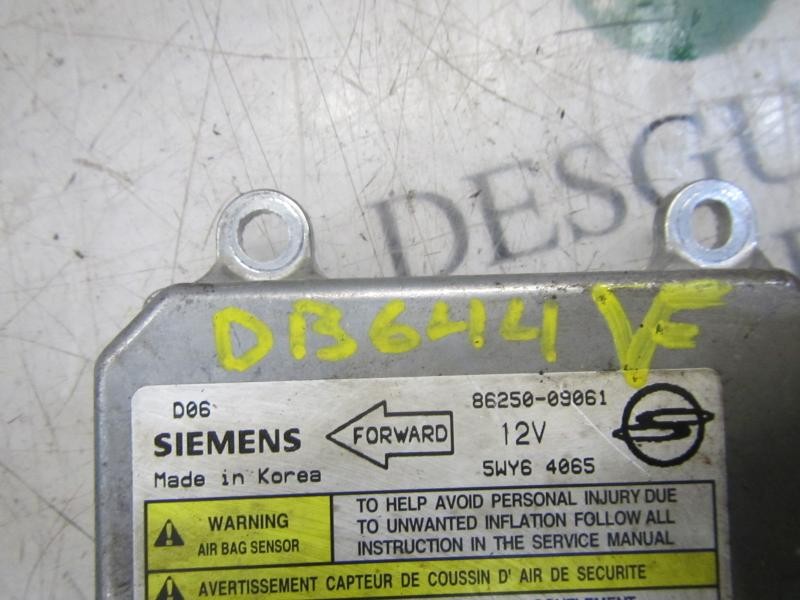 DESGU
DB644 VF
D06
86250-09061
SIEMENS
FORWARD
12V
Made in Korea
5WY6 4065
WARNING
AIR BAG SENSOR
TO HELP AVOID PERSONAL INJURY DUE
TO UNWANTED INFLATION FOLLOW ALL
INSTRUCTION IN THE SERVICE MANUAL
AVERTISSEMENT CAPTEUR DE COUSSIN D' AIR DE SECURITE